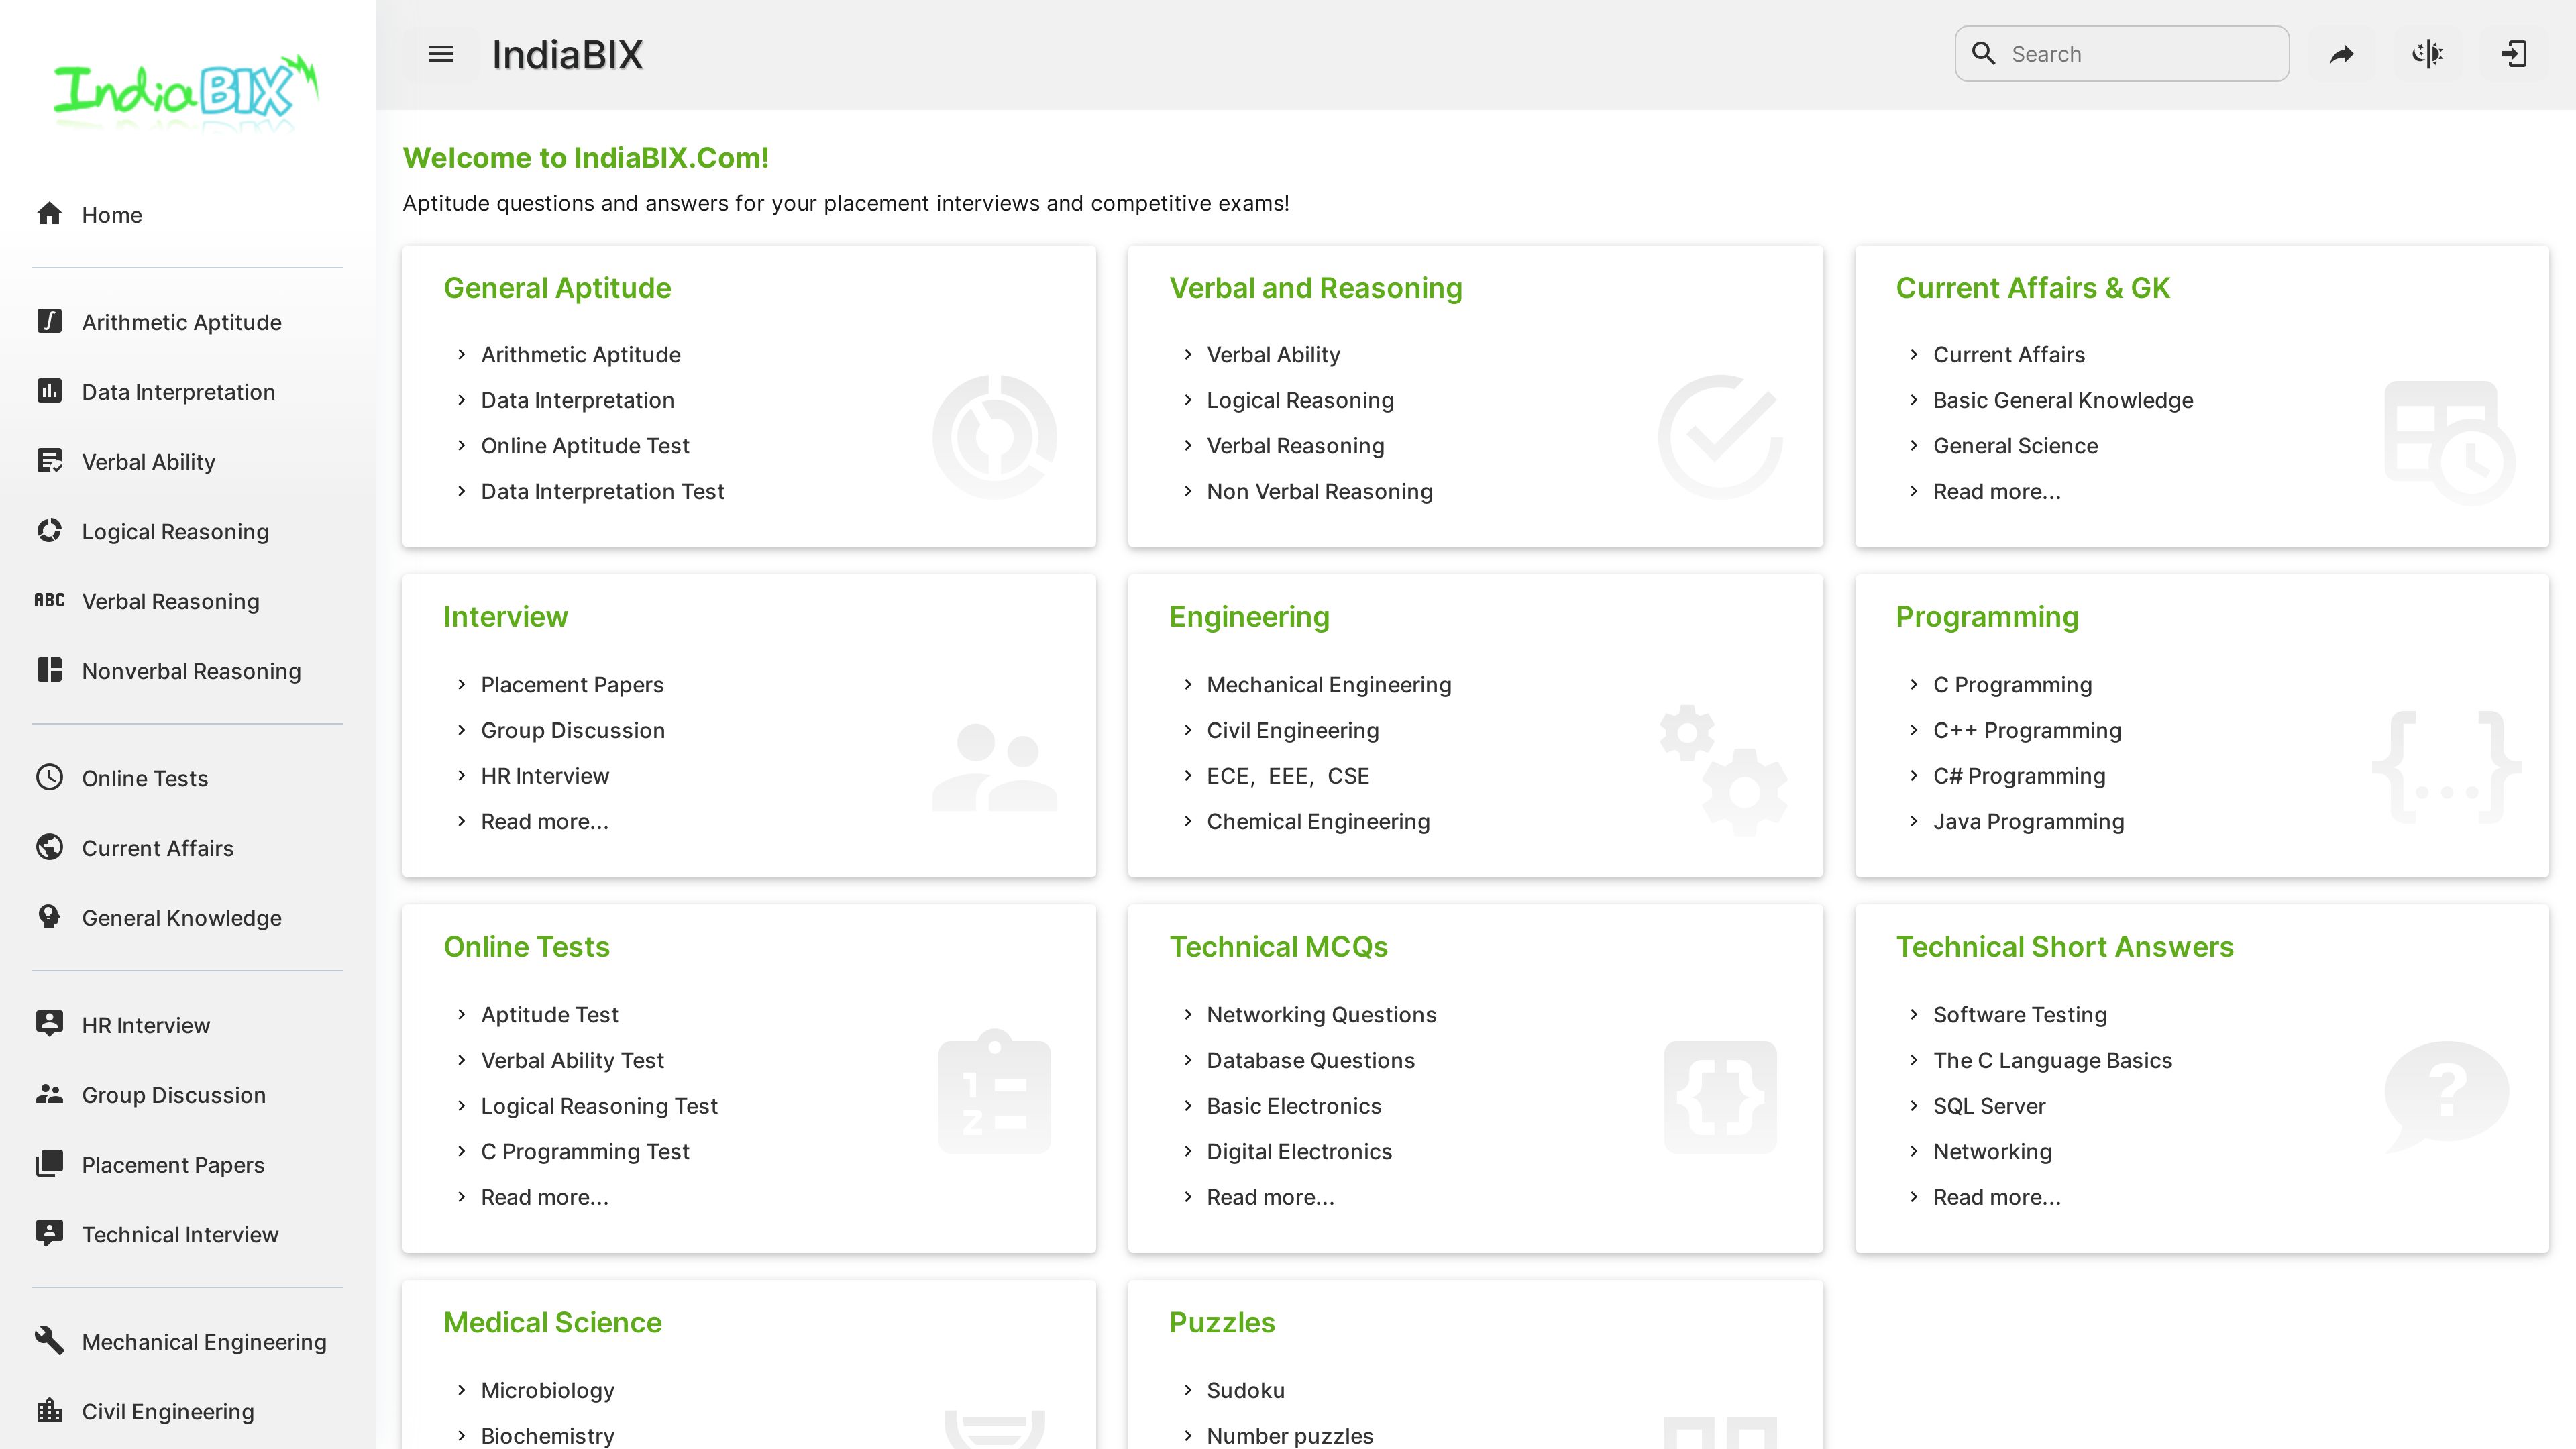 IndiaBIX
Home
Arithmetic Aptitude
Data Interpretation
Verbal Ability
Logical Reasoning
ABC Verbal Reasoning
Nonverbal Reasoning
Online Tests
Current Affairs
General Knowledge
HR Interview
Group Discussion
Placement Papers
Technical Interview
Mechanical Engineering
Civil Engineering
IndiaBIX
Search
Welcome to IndiaBIX.Com!
Aptitude questions and answers for your placement interviews and competitive exams!
General Aptitude
Arithmetic Aptitude
Data Interpretation
Online Aptitude Test
Data Interpretation Test
Verbal and Reasoning
Verbal Ability
Logical Reasoning
Verbal Reasoning
Non Verbal Reasoning
Current Affairs & GK
Current Affairs
Basic General Knowledge
General Science
Read more...
Interview
Placement Papers
Group Discussion
HR Interview
Read more...
Engineering
Mechanical Engineering
Civil Engineering
ECE, EEE, CSE
Chemical Engineering
Programming
C Programming
C++ Programming
C# Programming
Java Programming
Online Tests
Aptitude Test
Verbal Ability Test
Logical Reasoning Test
C Programming Test
Read more...
Technical MCQs
Networking Questions
Database Questions
Basic Electronics
Digital Electronics
Read more...
Technical Short Answers
Software Testing
The C Language Basics
SQL Server
Networking
Read more...
Medical Science
Microbiology
Biochemistry
Puzzles
Sudoku
Number puzzles